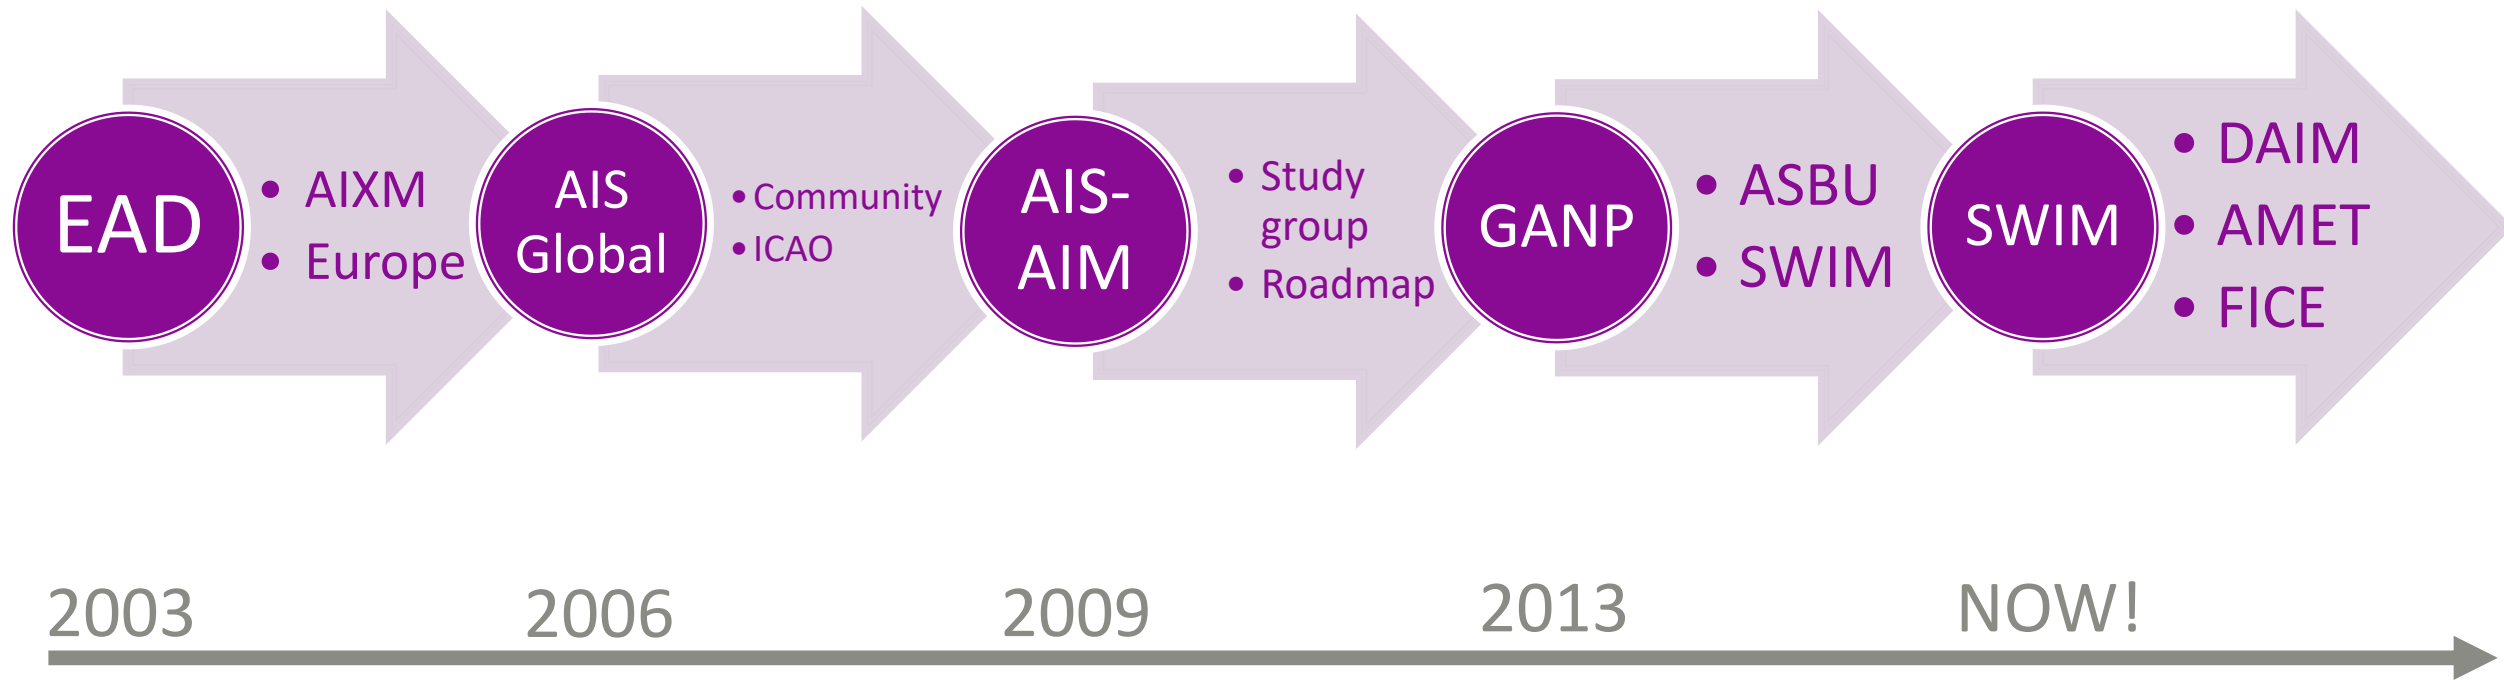 EAD
• AIXM
• Europe
AIS
Global
• Community
• ICAO
AIS-
AIM
• Study
group
• Roadmap
GANP
• ASBU
• SWIM
SWIM
• DAIM
• AMET
• FICE
2003
2006
2009
2013
NOW!